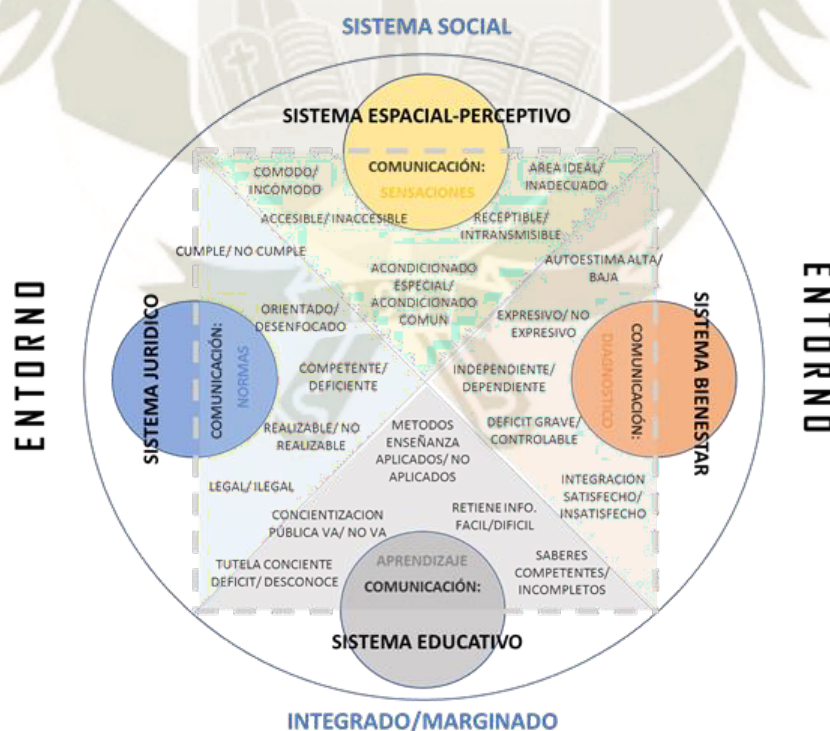 SISTEMA SOCIAL
SISTEMA ESPACIAL-PERCEPTIVO
COMUNICACIÓN:
SENSACIONES
COMODO/
INCOMODO
AREA IDEAL/
INADECUADO
ACCESIBLE/ INACCESIBLE
RECEPTIBLE/
INTRANSMISIBLE
ACONDICIONADO
ESPECIAL/
ACONDICIONADO
COMUN
ENTORNO
SISTEMA JURIDICO
COMUNICACIÓN:
NORMAS
CUMPLE/ NO CUMPLE
ORIENTADO/
DESENFOCADO
COMPETENTE/
DEFICIENTE
REALIZABLE/ NO
REALIZABLE
LEGAL/ ILEGAL
AUTOESTIMA ALTA/
BAJA
EXPRESIVO/ NO
EXPRESIVO
INDEPENDIENTE/
DEPENDIENTE
DEFICIT GRAVE/
CONTROLABLE
INTEGRACION
SATISFECHO/
INSATISFECHO
DIAGNOSTICO
COMUNICACIÓN:
SISTEMA BIENESTAR
ENTORNO
METODOS
ENSEÑANZA
APLICADOS/ NO
APLICADOS
CONCIENTIZACION
PÚBLICA VA/ NO VA
RETIENE INFO.
FACIL/DIFICIL
TUTELA CONCIENTE
DEFICIT/ DESCONOCE
SABERES
COMPETENTES/
INCOMPLETOS
APRENDIZAJE
COMUNICACIÓN:
SISTEMA EDUCATIVO
INTEGRADO/MARGINADO